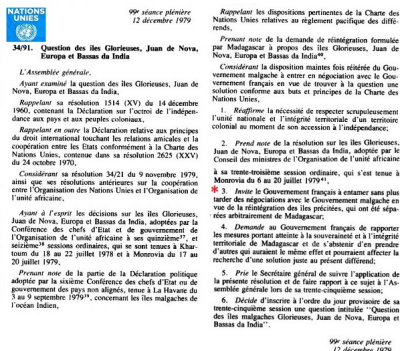 NATIONS
UNIES
99e séance plénière
12 décembre 1979
34/91. Question des îles Glorieuses, Juan de Nova,
Europa et Bassas da India
L'Assemblée générale,
Ayant examiné la question des îles Glorieuses, Juan de
Nova, Europa et Bassas da India,
Rappelant sa résolution 1514 (XV) du 14 décembre
1960, contenant la Déclaration sur l'octroi de l'indépen-
dance aux pays et aux peuples coloniaux,
Rappelant en outre la Déclaration relative aux principes
du droit international touchant les relations amicales et la
coopération entre les Etats conformément à la Charte des
Nations Unies, contenue dans sa résolution 2625 (XXV)
du 24 octobre 1970,
Considérant sa résolution 34/21 du 9 novembre 1979,
ainsi que ses résolutions antérieures sur la coopération
entre l'Organisation des Nations Unies et l'Organisation de
l'unité africaine,
Ayant à l'esprit les décisions sur les îles Glorieuses,
Juan de Nova, Europa et Bassas da India, adoptées par la
Conférence des chefs d'Etat et de gouvernement de
l'Organisation de l'unité africaine à ses quinzième37, et
seizième38 sessions ordinaires, qui se sont tenues à Khar-
toum du 18 au 22 juillet 1978 et à Monrovia du 17 au
20 juillet 1979,
Prenant note de la partie de la Déclaration politique
adoptée par la sixième Conférence des chefs d'Etat ou de
gouvernement des pays non alignés, tenue à La Havane du
3 au 9 septembre 197939, concernant les îles malgaches de
l'océan Indien,
Rappelant les dispositions pertinentes de la Charte des
Nations Unies relatives au règlement pacifique des diffé-
rends,
Prenant note de la demande de réintégration formulée
par Madagascar à propos des îles Glorieuses, Juan de
Nova, Europa et Bassas da India40,
Considérant la disposition maintes fois réitérée du Gou-
vernement malgache à entrer en négociation avec le Gou-
vernement français en vue de trouver à la question une
solution conforme aux buts et principes de la Charte des
Nations Unies,
1. Réaffirme la nécessité de respecter scrupuleusement
l'unité nationale et l'intégrité territoriale d'un territoire
colonial au moment de son accession à l'indépendance;
2. Prend note de la résolution sur les îles Glorieuses,
Juan de Nova, Europa et Bassas da India, adoptée par le
Conseil des ministres de l'Organisation de l'unité africaine
à sa trente-troisième session ordinaire, qui s'est tenue à
Monrovia du 6 au 20 juillet 197941;
* 3. Invite le Gouvernement français à entamer sans plus
tarder des négociations avec le Gouvernement malgache en
vue de la réintégration des îles précitées, qui ont été sépa-
rées arbitrairement de Madagascar;
4. Demande au Gouvernement français de rapporter
les mesures portant atteinte à la souveraineté et à l'intégrité
territoriale de Madagascar et de s'abstenir d'en prendre
d'autres qui auraient le même effet et pourraient affecter la
recherche d'une solution juste au présent différend;
5. Prie le Secrétaire général de suivre l'application de
la présente résolution et de faire rapport à ce sujet à l'As-
semblée générale lors de sa trente-cinquième session;
6. Décide d'inscrire à l'ordre du jour provisoire de sa
trente-cinquième session une question intitulée "Question
des îles malgaches Glorieuses, Juan de Nova, Europa et
Bassas da India".
99e séance plénière
12 décembre 1979